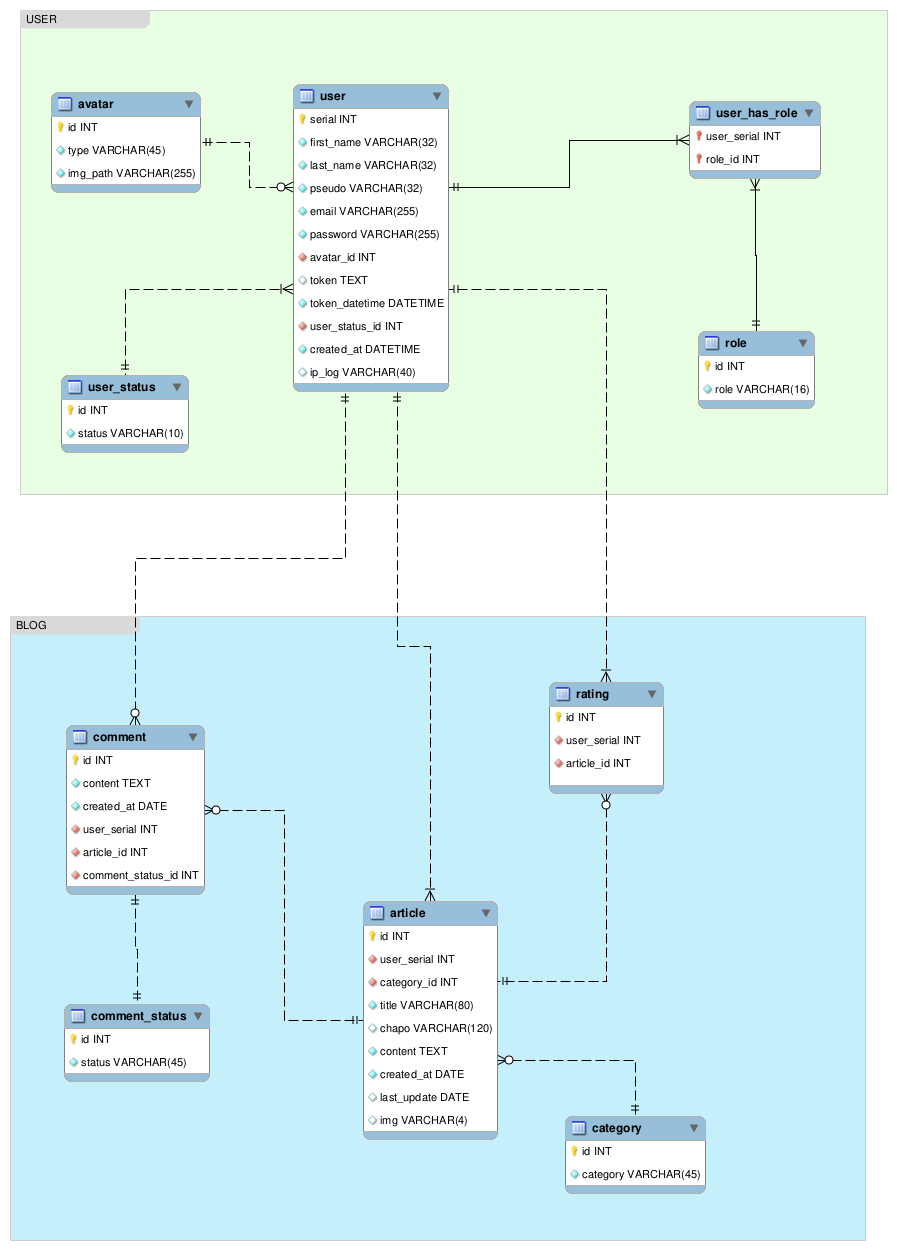 USER
avatar
id INT
type VARCHAR(45)
img_path VARCHAR(255)
user
serial INT
first_name VARCHAR(32)
last_name VARCHAR(32)
pseudo VARCHAR(32)
email VARCHAR(255)
password VARCHAR(255)
avatar_id INT
token TEXT
token_datetime DATETIME
user_status_id INT
created_at DATETIME
ip_log VARCHAR(40)
user_has_role
user_serial INT
role_id INT
user_status
id INT
status VARCHAR(10)
role
id INT
role VARCHAR(16)
BLOG
comment
id INT
content TEXT
created_at DATE
user_serial INT
article_id INT
comment_status_id INT
rating
id INT
user_serial INT
article_id INT
article
id INT
user_serial INT
category_id INT
title VARCHAR(80)
chapo VARCHAR(120)
content TEXT
created_at DATE
last_update DATE
img VARCHAR(4)
comment_status
id INT
status VARCHAR(45)
category
id INT
category VARCHAR(45)